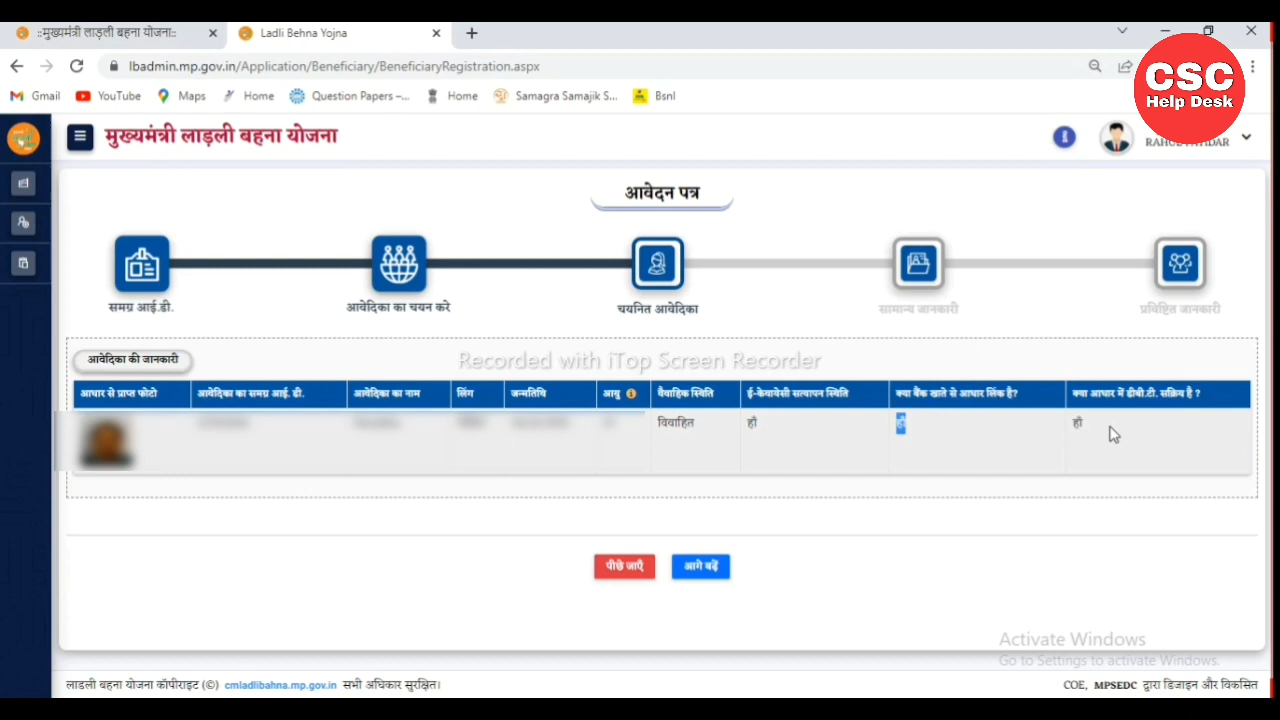 ::मुख्यमंत्री लाड़ली बहना योजना::
Ladli Behna Yojna
lbadmin.mp.gov.in/Application/Beneficiary/BeneficiaryRegistration.aspx
Gmail YouTube Maps Home Question Papers –... Home Samagra Samajik S... Bsnl
CSC
Help Desk
मुख्यमंत्री लाड़ली बहना योजना
आवेदन पत्र
समग्र आई.डी. आवेदिका का चयन करे चयनित आवेदिका सामान्य जानकारी प्रविष्टित जानकारी
आवेदिका की जानकारी
Recorded with iTop Screen Recorder
आधार से प्राप्त फोटो आवेदिका का समग्र आई. डी. आवेदिका का नाम लिंग जन्मतिथि आयु वैवाहिक स्थिति ई-केवायेसी सत्यापन स्थिति क्या बैंक खाते से आधार लिंक है? क्या आधार में डीबी.टी. सक्रिय है ?
विवाहित हाँ हाँ हाँ
पीछे जाएँ आगे बढ़ें
Activate Windows
Go to Settings to activate Windows.
लाडली बहना योजना कॉपीराइट (©) cmladlibahna.mp.gov.in सभी अधिकार सुरक्षित। COE, MPSEDC द्वारा डिजाइन और विकसित